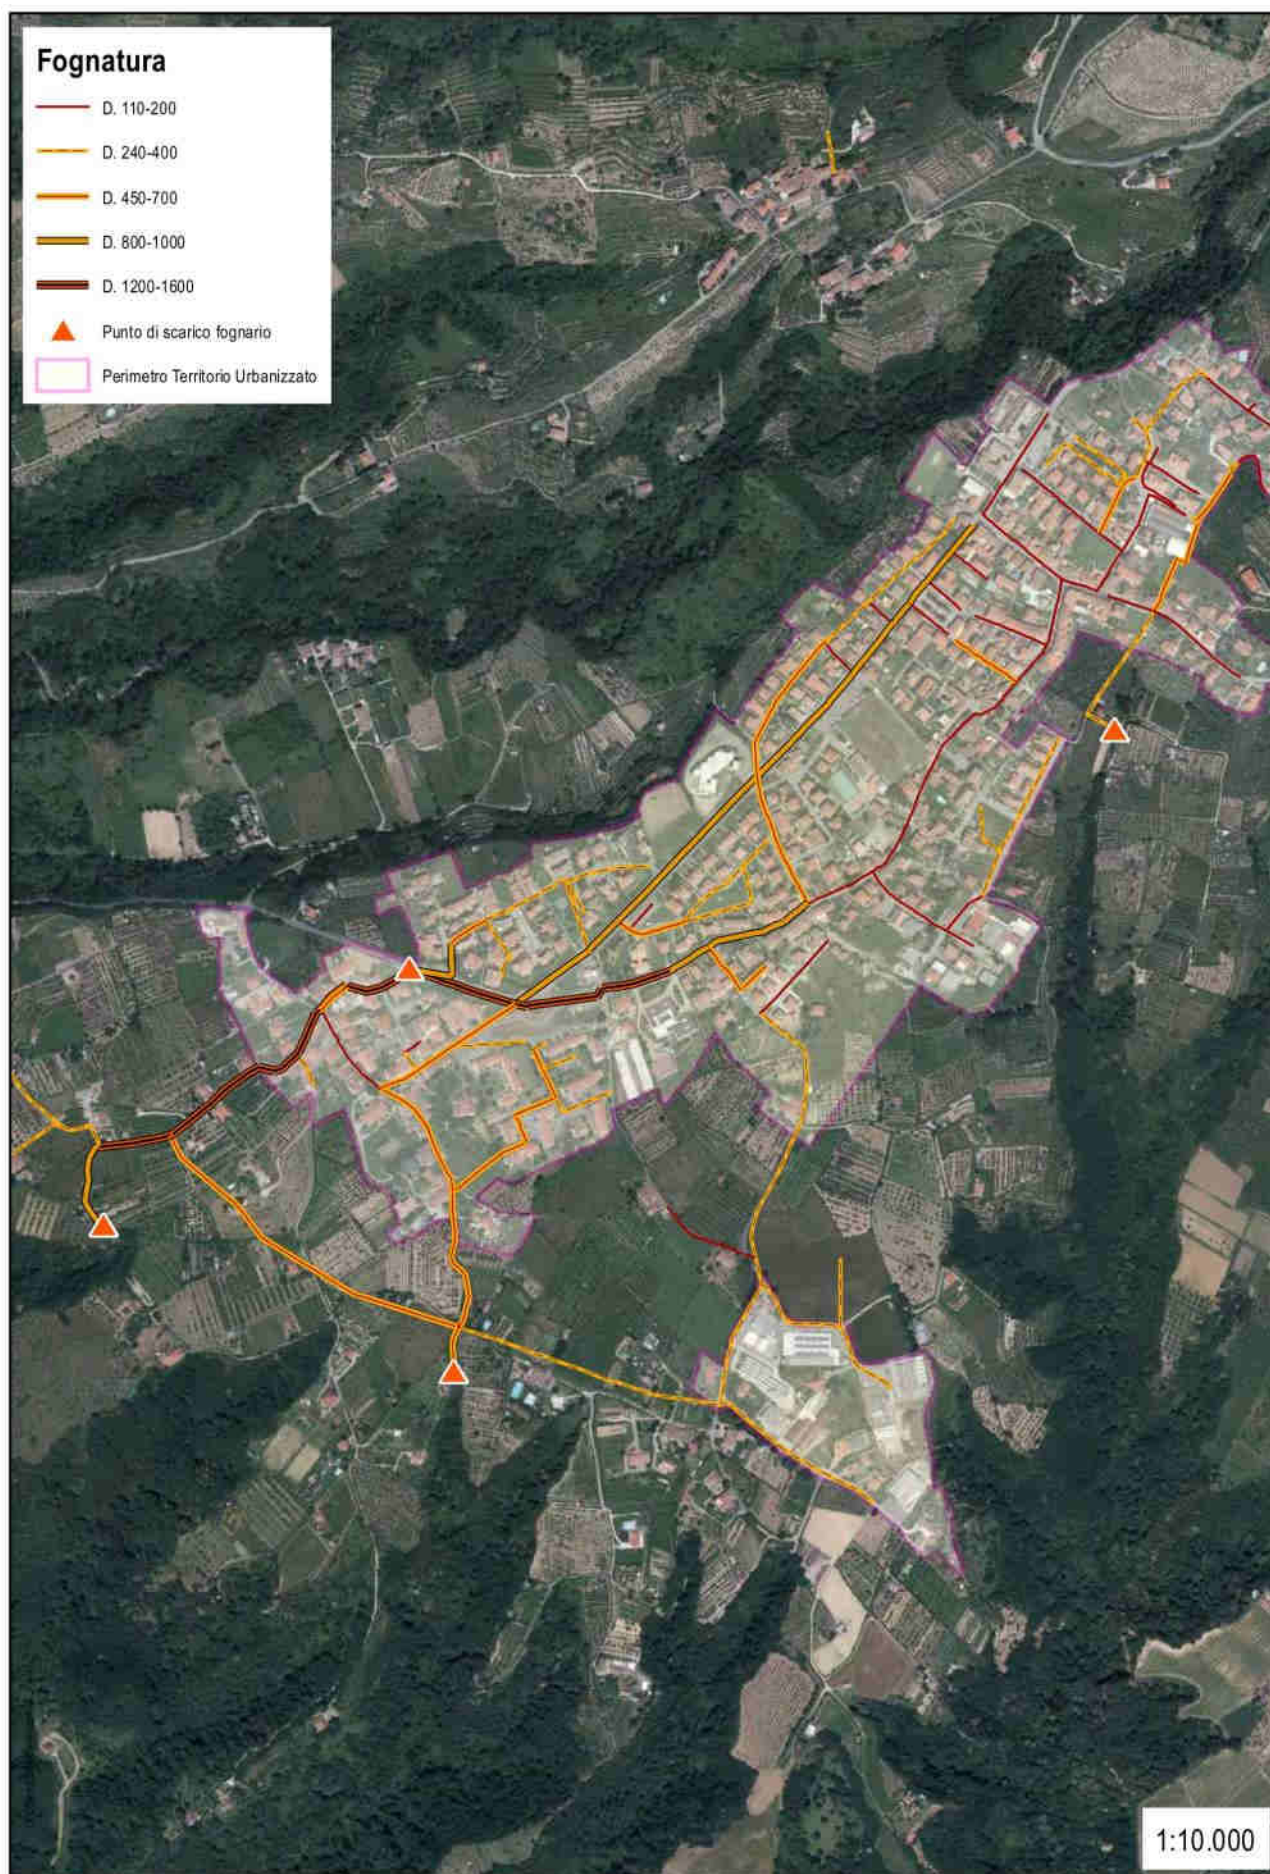 Fognatura
D. 110-200
D. 240-400
D. 450-700
D. 800-1000
D. 1200-1600
Punto di scarico fognario
Perimetro Territorio Urbanizzato
1:10.000